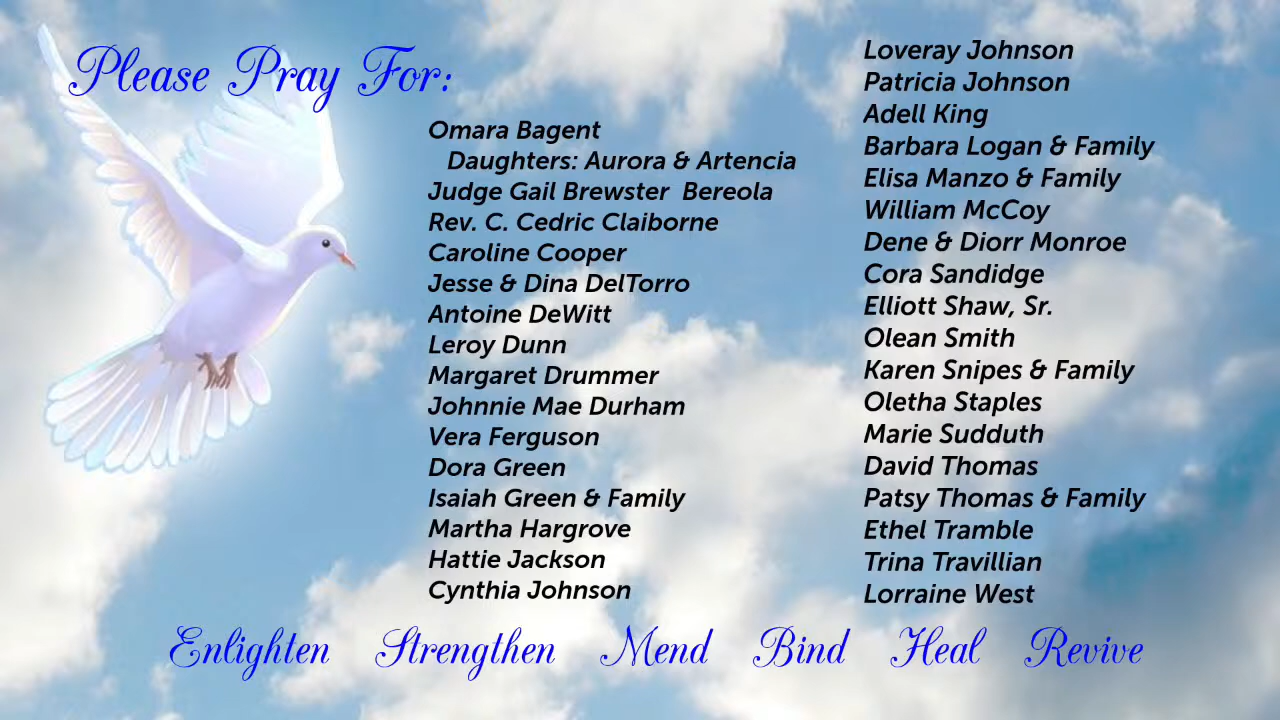 Please Pray For:
Omara Bagent
Daughters: Aurora & Artencia
Judge Gail Brewster Bereola
Rev. C. Cedric Claiborne
Caroline Cooper
Jesse & Dina DelTorro
Antoine DeWitt
Leroy Dunn
Margaret Drummer
Johnnie Mae Durham
Vera Ferguson
Dora Green
Isaiah Green & Family
Martha Hargrove
Hattie Jackson
Cynthia Johnson
Loveray Johnson
Patricia Johnson
Adell King
Barbara Logan & Family
Elisa Manzo & Family
William McCoy
Dene & Diorr Monroe
Cora Sandidge
Elliott Shaw, Sr.
Olean Smith
Karen Snipes & Family
Oletha Staples
Marie Sudduth
David Thomas
Patsy Thomas & Family
Ethel Tramble
Trina Travillian
Lorraine West
Enlighten Strengthen Mend Bind Heal Revive